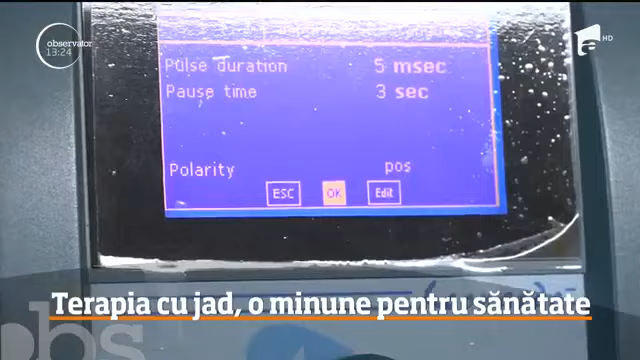 observator
13:24
HD
Pulse duration 5 msec
Pause time 3 sec
Polarity pos
ESC OK Edit
Terapia cu jad, o minune pentru sănătate
obs